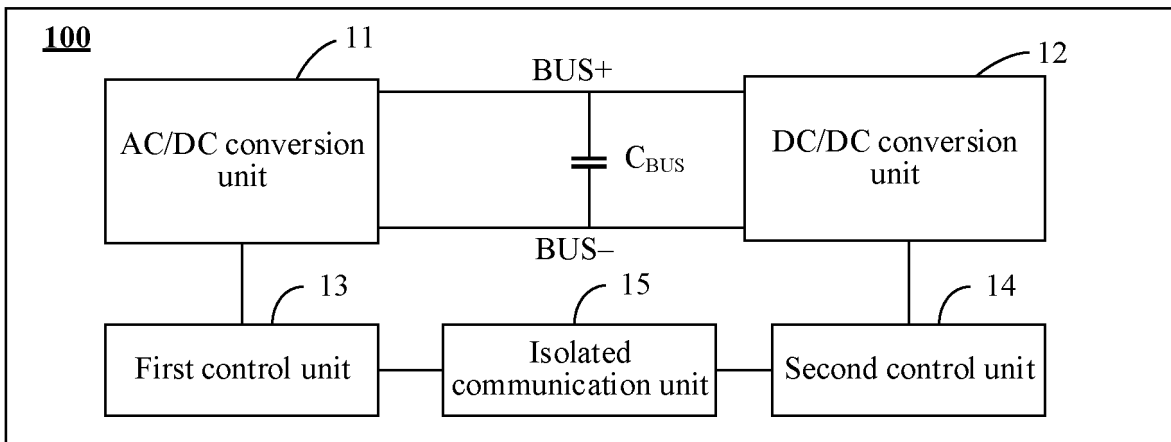 100
11
12
BUS+
AC/DC conversion
unit
DC/DC conversion
unit
C_BUS
BUS–
13
15
14
First control unit
Isolated
communication unit
Second control unit